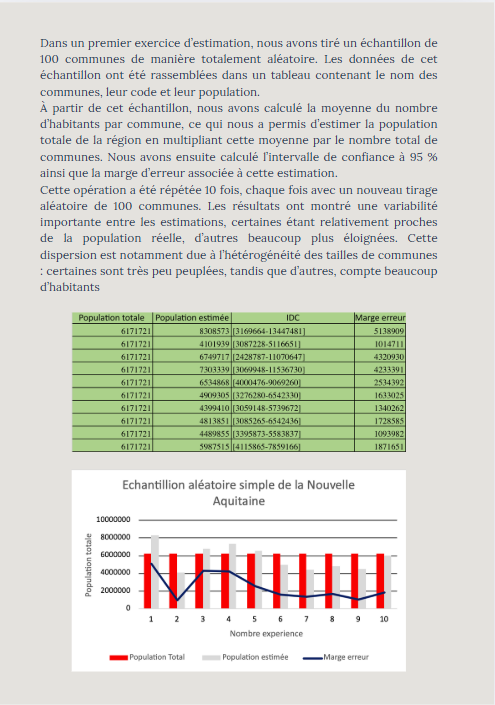 Dans un premier exercice d'estimation, nous avons tiré un échantillon de
100 communes de manière totalement aléatoire. Les données de cet
échantillon ont été rassemblées dans un tableau contenant le nom des
communes, leur code et leur population.
À partir de cet échantillon, nous avons calculé la moyenne du nombre
d'habitants par commune, ce qui nous a permis d'estimer la population
totale de la région en multipliant cette moyenne par le nombre total de
communes. Nous avons ensuite calculé l'intervalle de confiance à 95 %
ainsi que la marge d'erreur associée à cette estimation.
Cette opération a été répétée 10 fois, chaque fois avec un nouveau tirage
aléatoire de 100 communes. Les résultats ont montré une variabilité
importante entre les estimations, certaines étant relativement proches
de la population réelle, d'autres beaucoup plus éloignées. Cette
dispersion est notamment due à l'hétérogénéité des tailles de communes
: certaines sont très peu peuplées, tandis que d'autres, compte beaucoup
d'habitants
Population totale Population estimée IDC Marge erreur
6171721 8308573 [3169664-13447481] 5138909
6171721 4101939 [3087228-5116651] 1014711
6171721 6749717 [2428787-11070647] 4320930
6171721 7303339 [3069948-11536730] 4233391
6171721 6534868 [4000476-9069260] 2534392
6171721 4909305 [3276280-6542330] 1633025
6171721 4399410 [3059148-5739672] 1340262
6171721 4813851 [3085265-6542436] 1728585
6171721 4489855 [3395873-5583837] 1093982
6171721 5987515 [4115865-7859166] 1871651
Echantillion aléatoire simple de la Nouvelle
Aquitaine
Population totale
10000000
8000000
6000000
4000000
2000000
0
1 2 3 4 5 6 7 8 9 10
Nombre experience
Population Total Population estimée Marge erreur